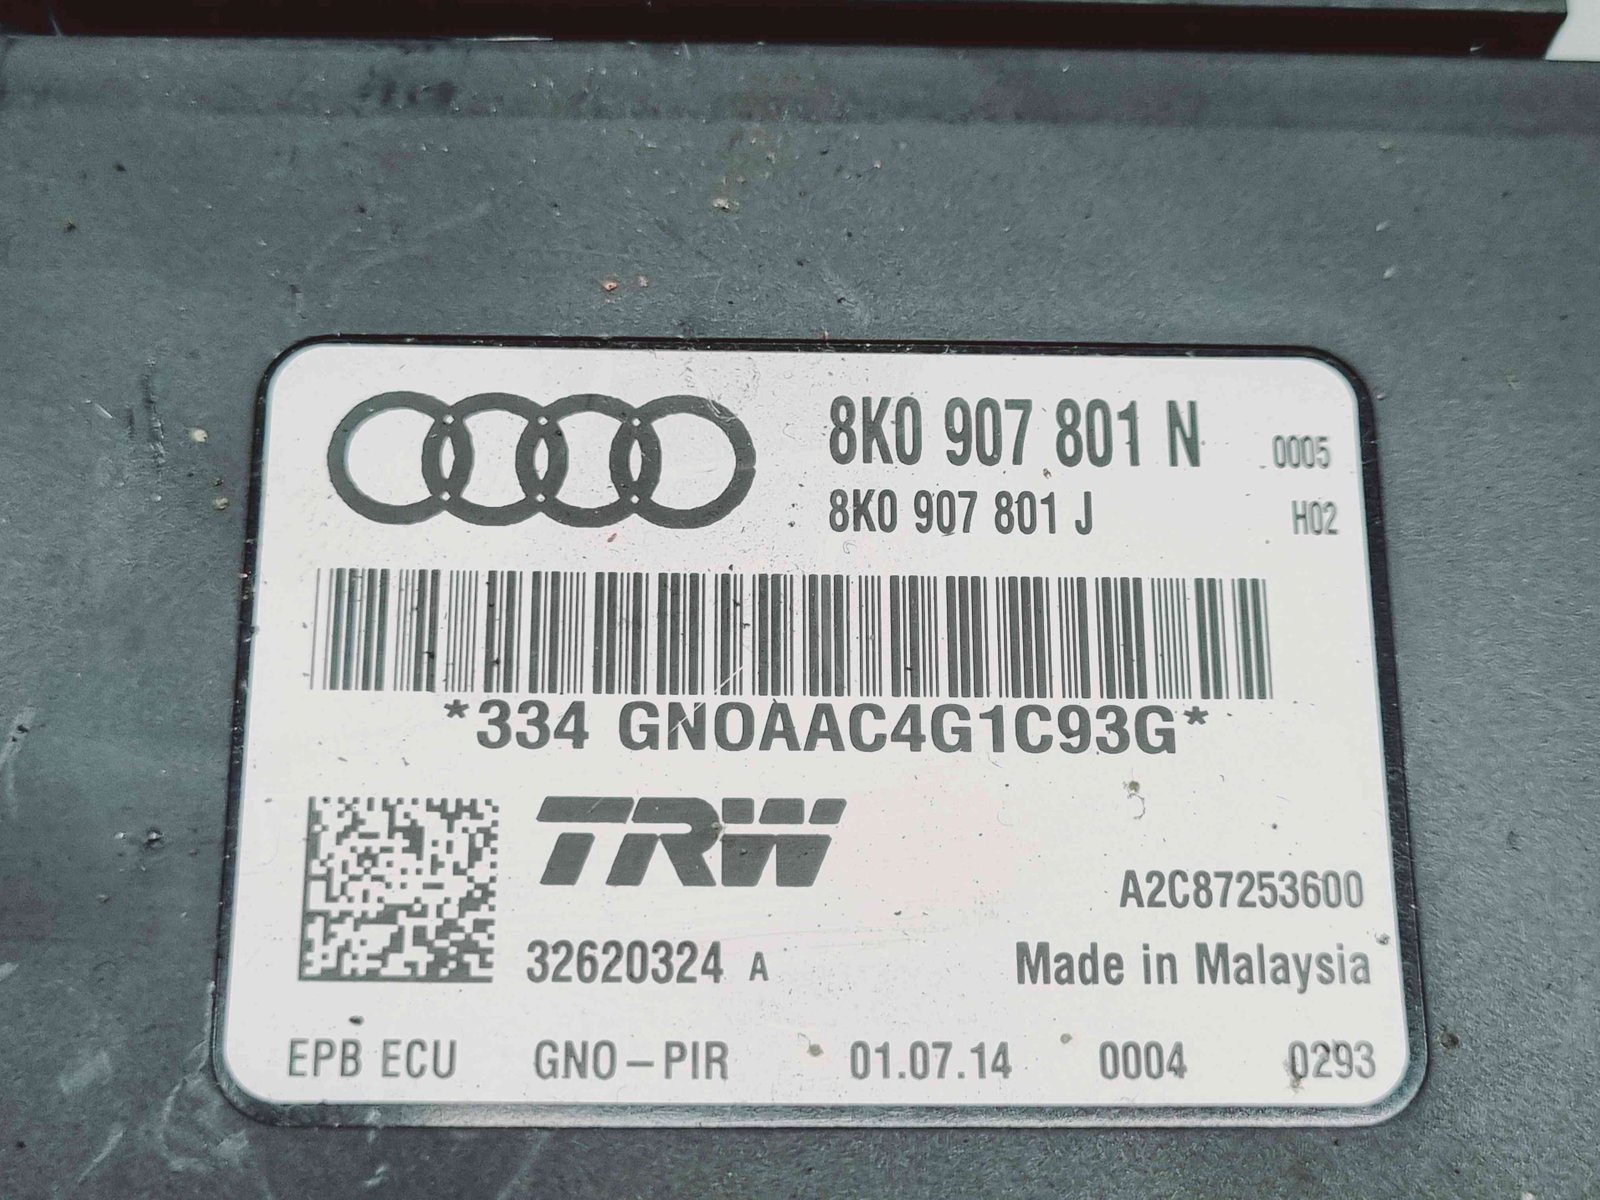 8K0 907 801 N 0005
8K0 907 801 J H02
*334 GNOAAC4G1C93G*
TRW
A2C87253600
32620324 A Made in Malaysia
EPB ECU GNO-PIR 01.07.14 0004 0293